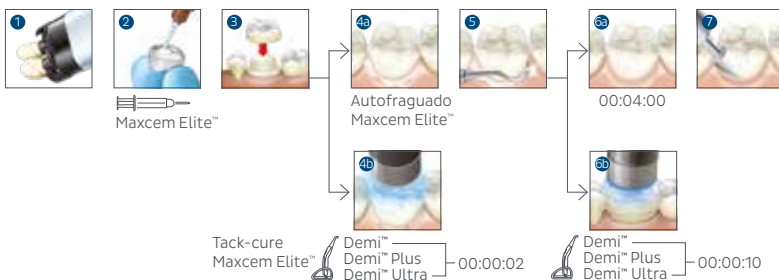 1
2
3
4a
5
6a
7
Maxcem Elite™
Autofraguado
Maxcem Elite™
00:04:00
4b
6b
Tack-cure
Maxcem Elite™
Demi™
Demi™ Plus
Demi™ Ultra
00:00:02
Demi™
Demi™ Plus
Demi™ Ultra
00:00:10